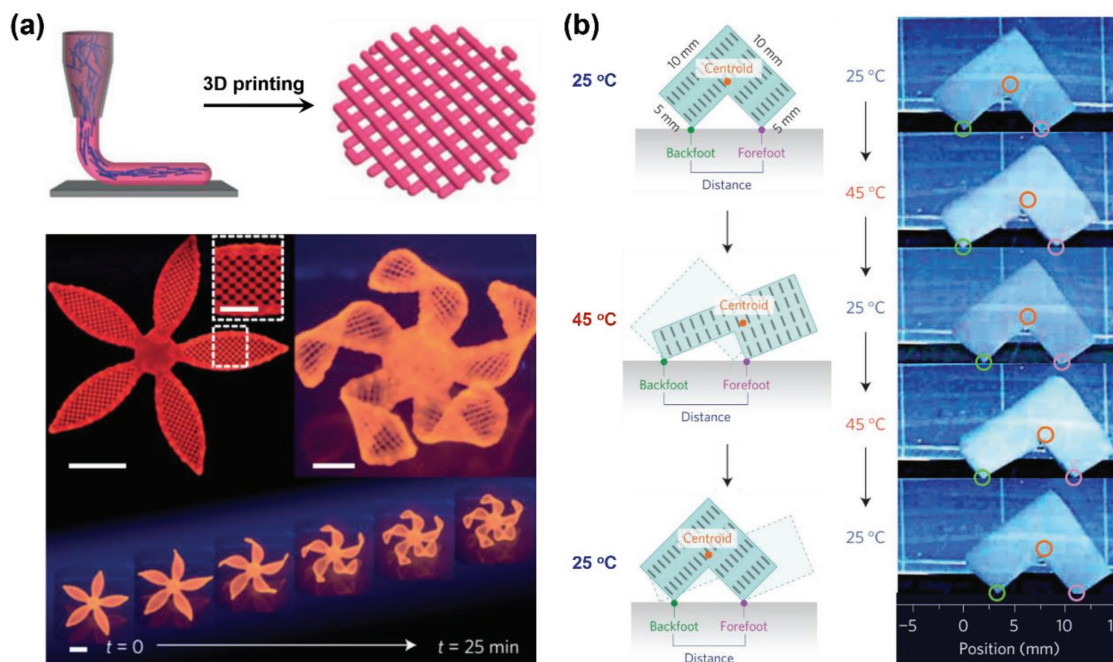 (a)
3D printing
t = 0
t = 25 min
(b)
25 °C
10 mm
10 mm
Centroid
5 mm
5 mm
Backfoot
Forefoot
Distance
45 °C
Centroid
Backfoot
Forefoot
Distance
25 °C
Centroid
Backfoot
Forefoot
Distance
25 °C
45 °C
25 °C
45 °C
25 °C
−5
0
5
10
Position (mm)